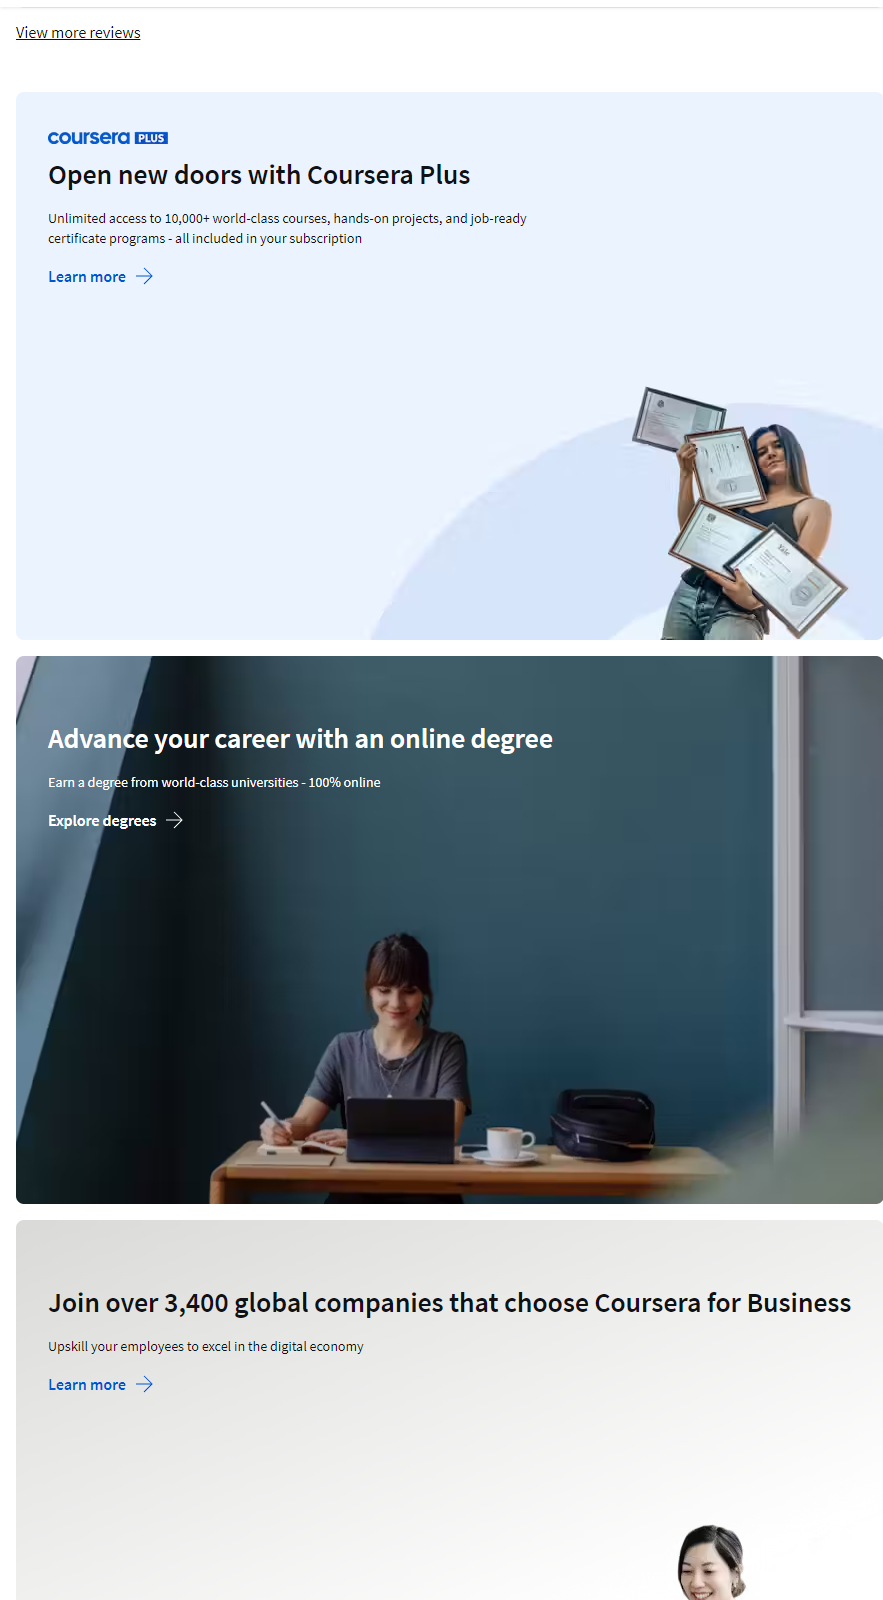 View more reviews
coursera PLUS
Open new doors with Coursera Plus
Unlimited access to 10,000+ world-class courses, hands-on projects, and job-ready
certificate programs - all included in your subscription
Learn more
Yale
Advance your career with an online degree
Earn a degree from world-class universities - 100% online
Explore degrees
Join over 3,400 global companies that choose Coursera for Business
Upskill your employees to excel in the digital economy
Learn more